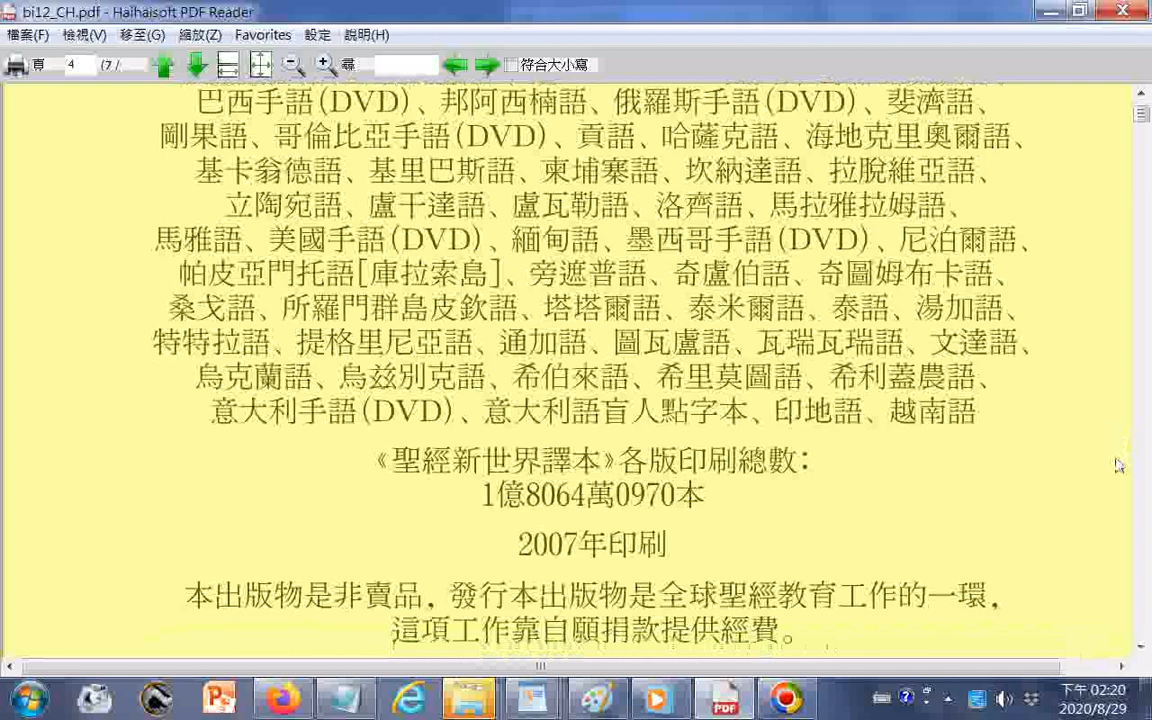 bi12_CH.pdf - Haihaisoft PDF Reader
檔案(F) 檢視(V) 移至(G) 縮放(Z) Favorites 設定 說明(H)
頁 4 (7 / 尋 符合大小寫
巴西手語(DVD)、邦阿西楠語、俄羅斯手語(DVD)、斐濟語、
剛果語、哥倫比亞手語(DVD)、貢語、哈薩克語、海地克里奧爾語、
基卡翁德語、基里巴斯語、柬埔寨語、坎納達語、拉脫維亞語、
立陶宛語、盧干達語、盧瓦勒語、洛齊語、馬拉雅拉姆語、
馬雅語、美國手語(DVD)、緬甸語、墨西哥手語(DVD)、尼泊爾語、
帕皮亞門托語[庫拉索島]、旁遮普語、奇盧伯語、奇圖姆布卡語、
桑戈語、所羅門群島皮欽語、塔塔爾語、泰米爾語、泰語、湯加語、
特特拉語、提格里尼亞語、通加語、圖瓦盧語、瓦瑞瓦瑞語、文達語、
烏克蘭語、烏茲別克語、希伯來語、希里莫圖語、希利蓋農語、
意大利手語(DVD)、意大利語盲人點字本、印地語、越南語
《聖經新世界譯本》各版印刷總數：
1億8064萬0970本
2007年印刷
本出版物是非賣品，發行本出版物是全球聖經教育工作的一環，
這項工作靠自願捐款提供經費。
下午 02:20
2020/8/29